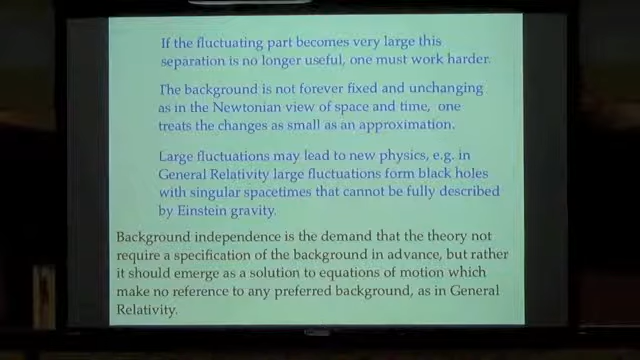 If the fluctuating part becomes very large this
separation is no longer useful, one must work harder.
The background is not forever fixed and unchanging
as in the Newtonian view of space and time, one
treats the changes as small as an approximation.
Large fluctuations may lead to new physics, e.g. in
General Relativity large fluctuations form black holes
with singular spacetimes that cannot be fully described
by Einstein gravity.
Background independence is the demand that the theory not
require a specification of the background in advance, but rather
it should emerge as a solution to equations of motion which
make no reference to any preferred background, as in General
Relativity.